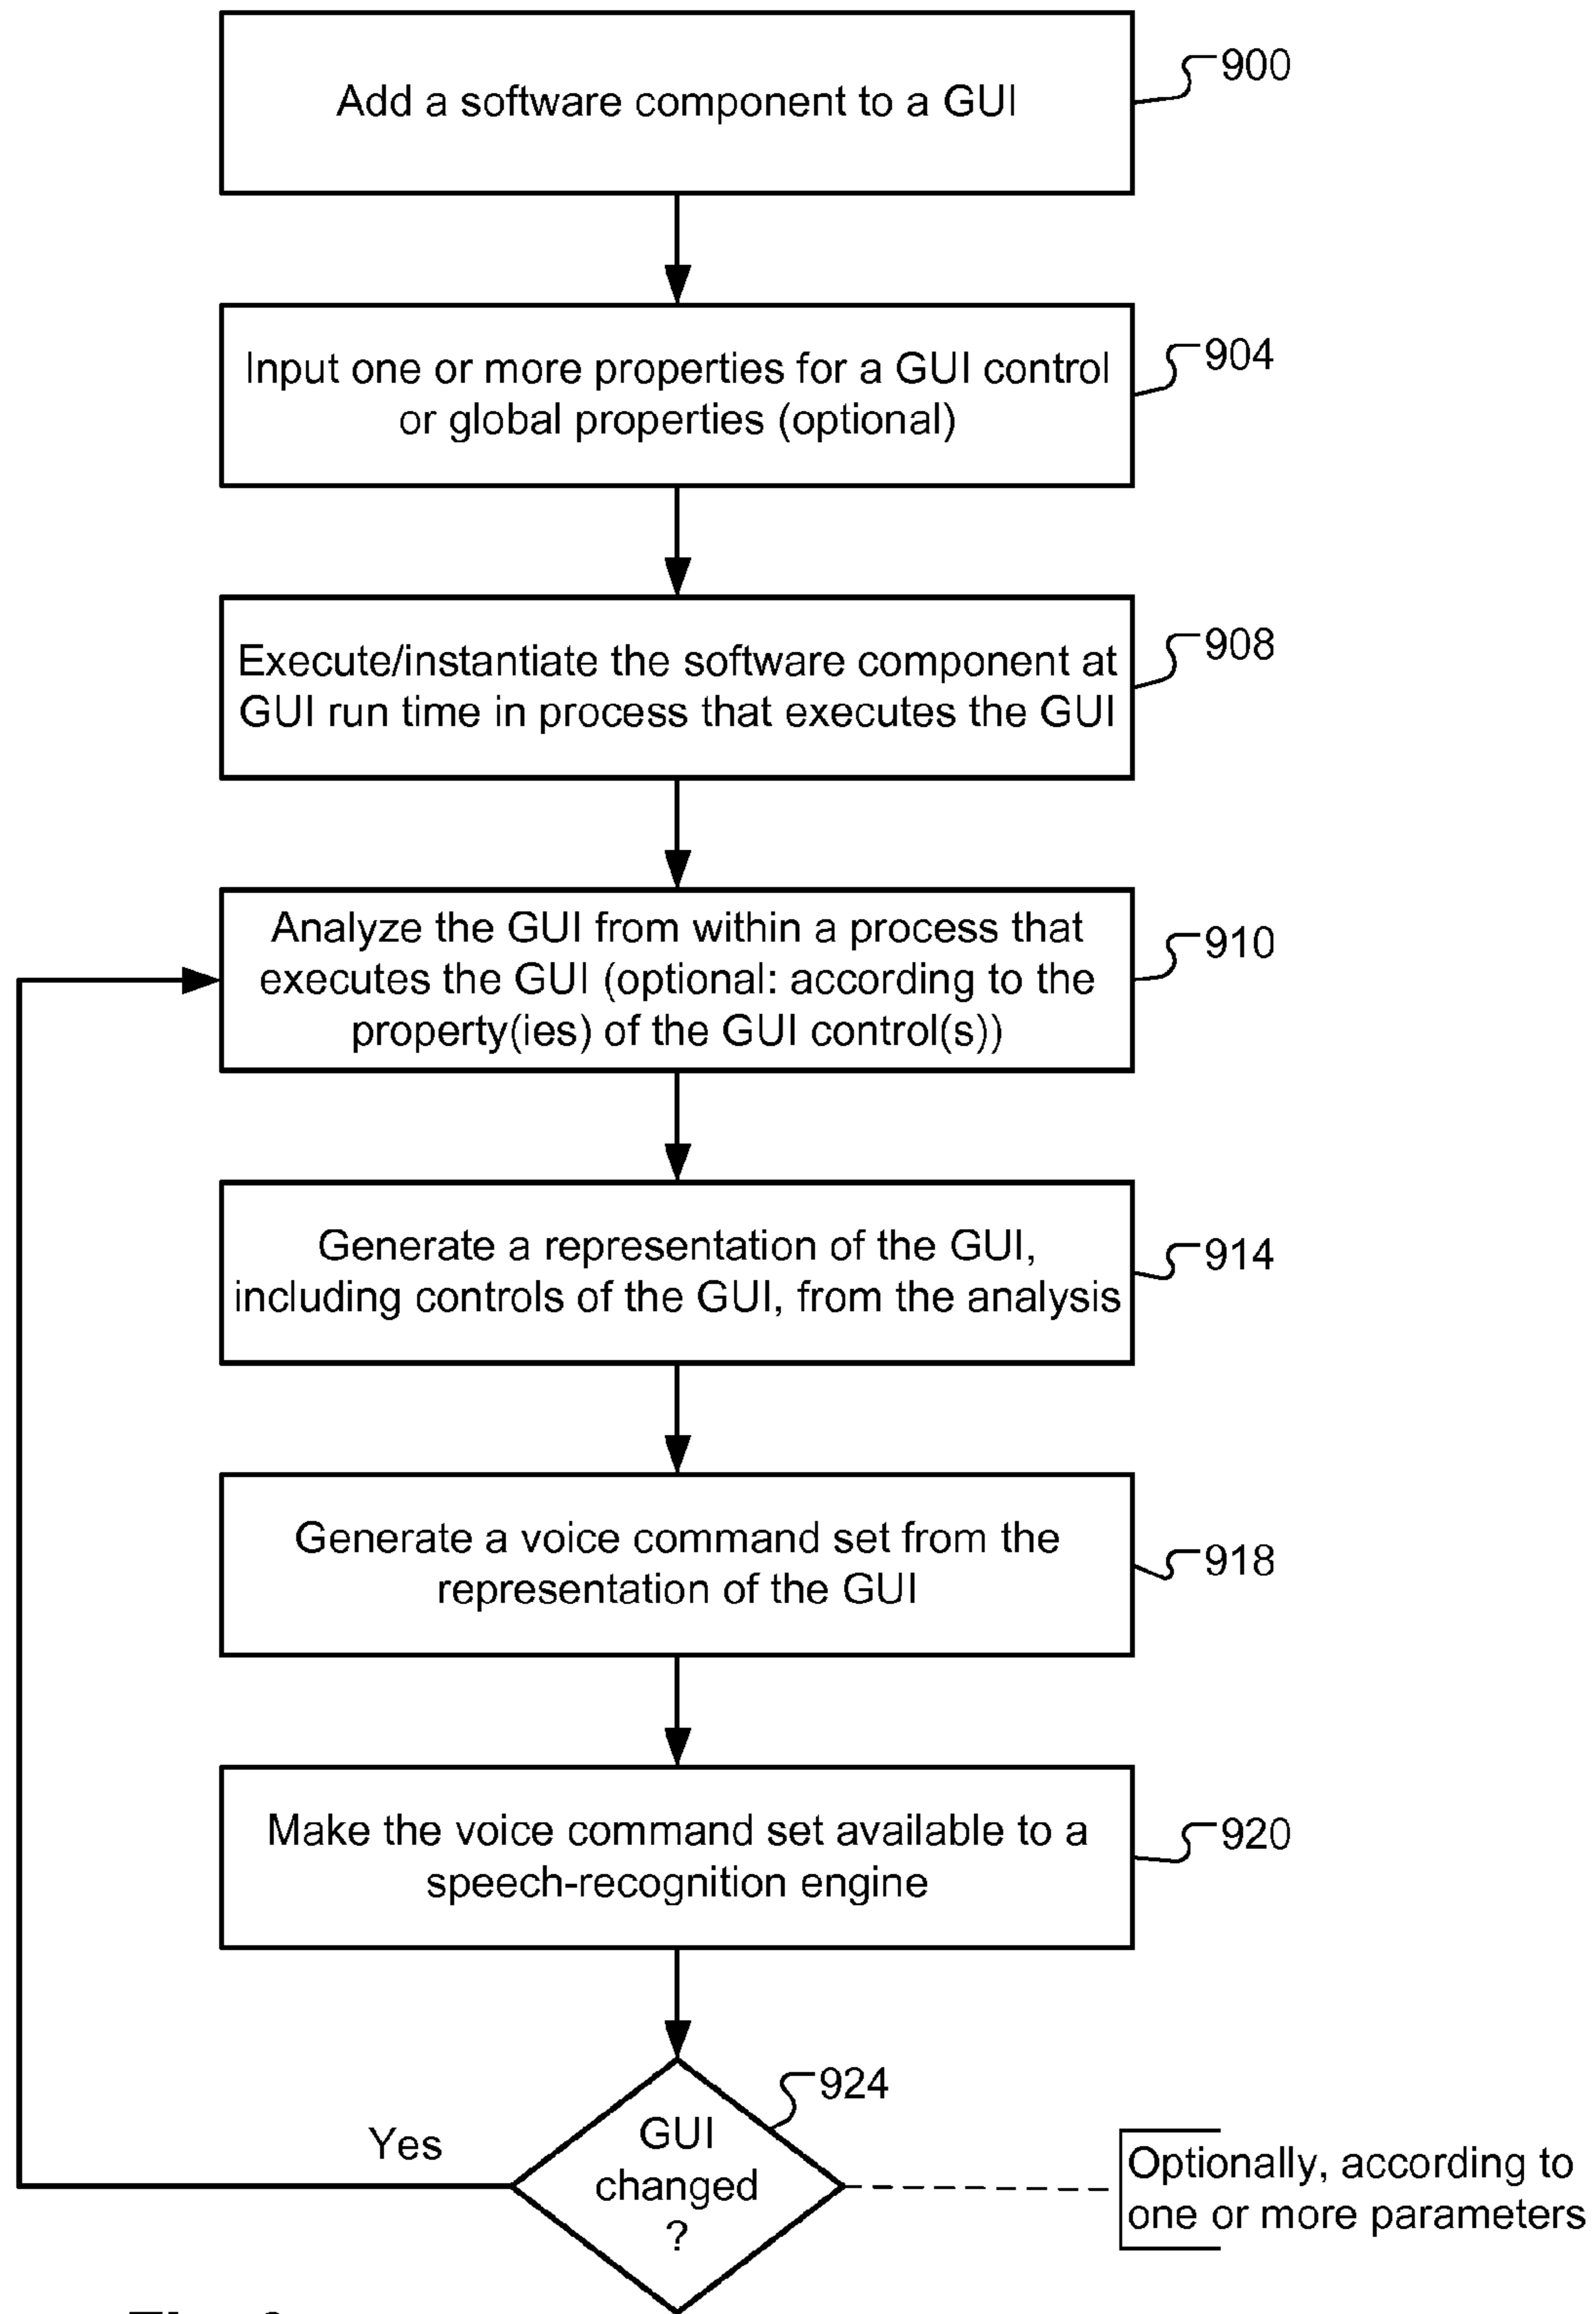 Add a software component to a GUI
900
Input one or more properties for a GUI control
or global properties (optional)
904
Execute/instantiate the software component at
GUI run time in process that executes the GUI
908
Analyze the GUI from within a process that
executes the GUI (optional: according to the
property(ies) of the GUI control(s))
910
Generate a representation of the GUI,
including controls of the GUI, from the analysis
914
Generate a voice command set from the
representation of the GUI
918
Make the voice command set available to a
speech-recognition engine
920
924
Yes
GUI
changed
?
Optionally, according to
one or more parameters